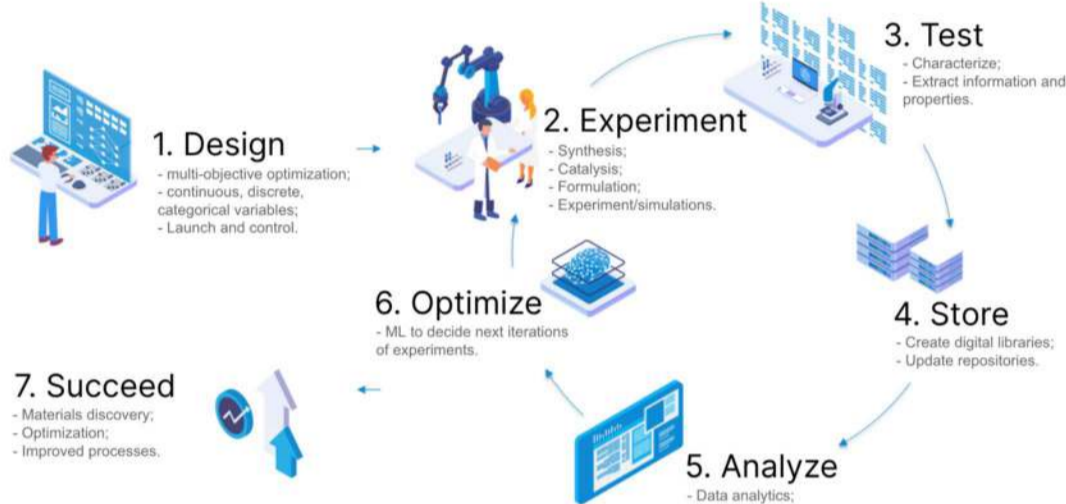 1. Design
- multi-objective optimization;
- continuous, discrete,
categorical variables;
- Launch and control.
2. Experiment
- Synthesis;
- Catalysis;
- Formulation;
- Experiment/simulations.
3. Test
- Characterize;
- Extract information and
properties.
4. Store
- Create digital libraries;
- Update repositories.
5. Analyze
- Data analytics;
6. Optimize
- ML to decide next iterations
of experiments.
7. Succeed
- Materials discovery;
- Optimization;
- Improved processes.